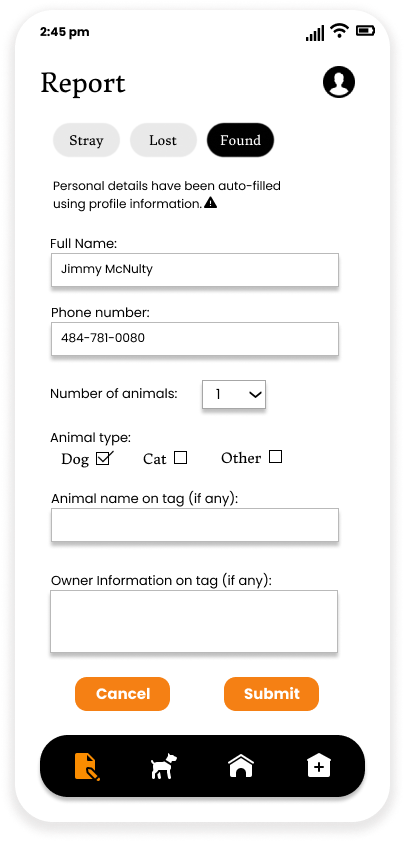 2:45 pm
Report
Stray Lost Found
Personal details have been auto-filled
using profile information.
Full Name:
Jimmy McNulty
Phone number:
484-781-0080
Number of animals: 1
Animal type:
Dog Cat Other
Animal name on tag (if any):
Owner Information on tag (if any):
Cancel Submit